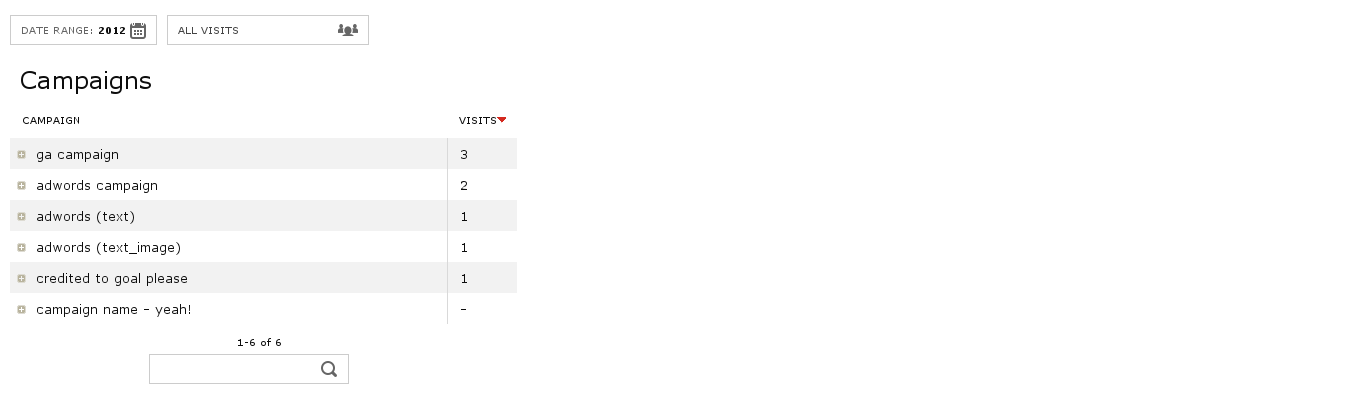 DATE RANGE: 2012 ALL VISITS
Campaigns
CAMPAIGN VISITS
ga campaign 3
adwords campaign 2
adwords (text) 1
adwords (text_image) 1
credited to goal please 1
campaign name - yeah! -
1-6 of 6